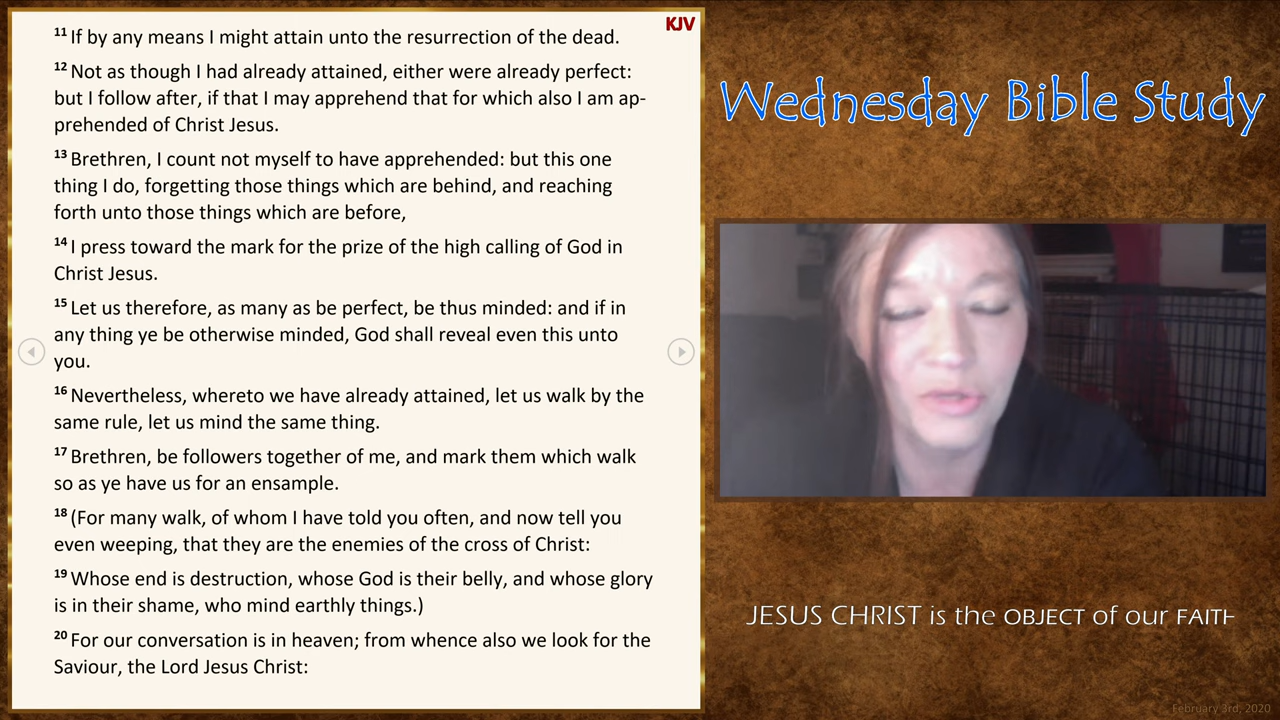 KJV
11 If by any means I might attain unto the resurrection of the dead.
12 Not as though I had already attained, either were already perfect:
but I follow after, if that I may apprehend that for which also I am ap-
prehended of Christ Jesus.
13 Brethren, I count not myself to have apprehended: but this one
thing I do, forgetting those things which are behind, and reaching
forth unto those things which are before,
14 I press toward the mark for the prize of the high calling of God in
Christ Jesus.
15 Let us therefore, as many as be perfect, be thus minded: and if in
any thing ye be otherwise minded, God shall reveal even this unto
you.
16 Nevertheless, whereto we have already attained, let us walk by the
same rule, let us mind the same thing.
17 Brethren, be followers together of me, and mark them which walk
so as ye have us for an ensample.
18 (For many walk, of whom I have told you often, and now tell you
even weeping, that they are the enemies of the cross of Christ:
19 Whose end is destruction, whose God is their belly, and whose glory
is in their shame, who mind earthly things.)
20 For our conversation is in heaven; from whence also we look for the
Saviour, the Lord Jesus Christ:
Wednesday Bible Study
JESUS CHRIST is the OBJECT of our FAITH
February 3rd, 2020